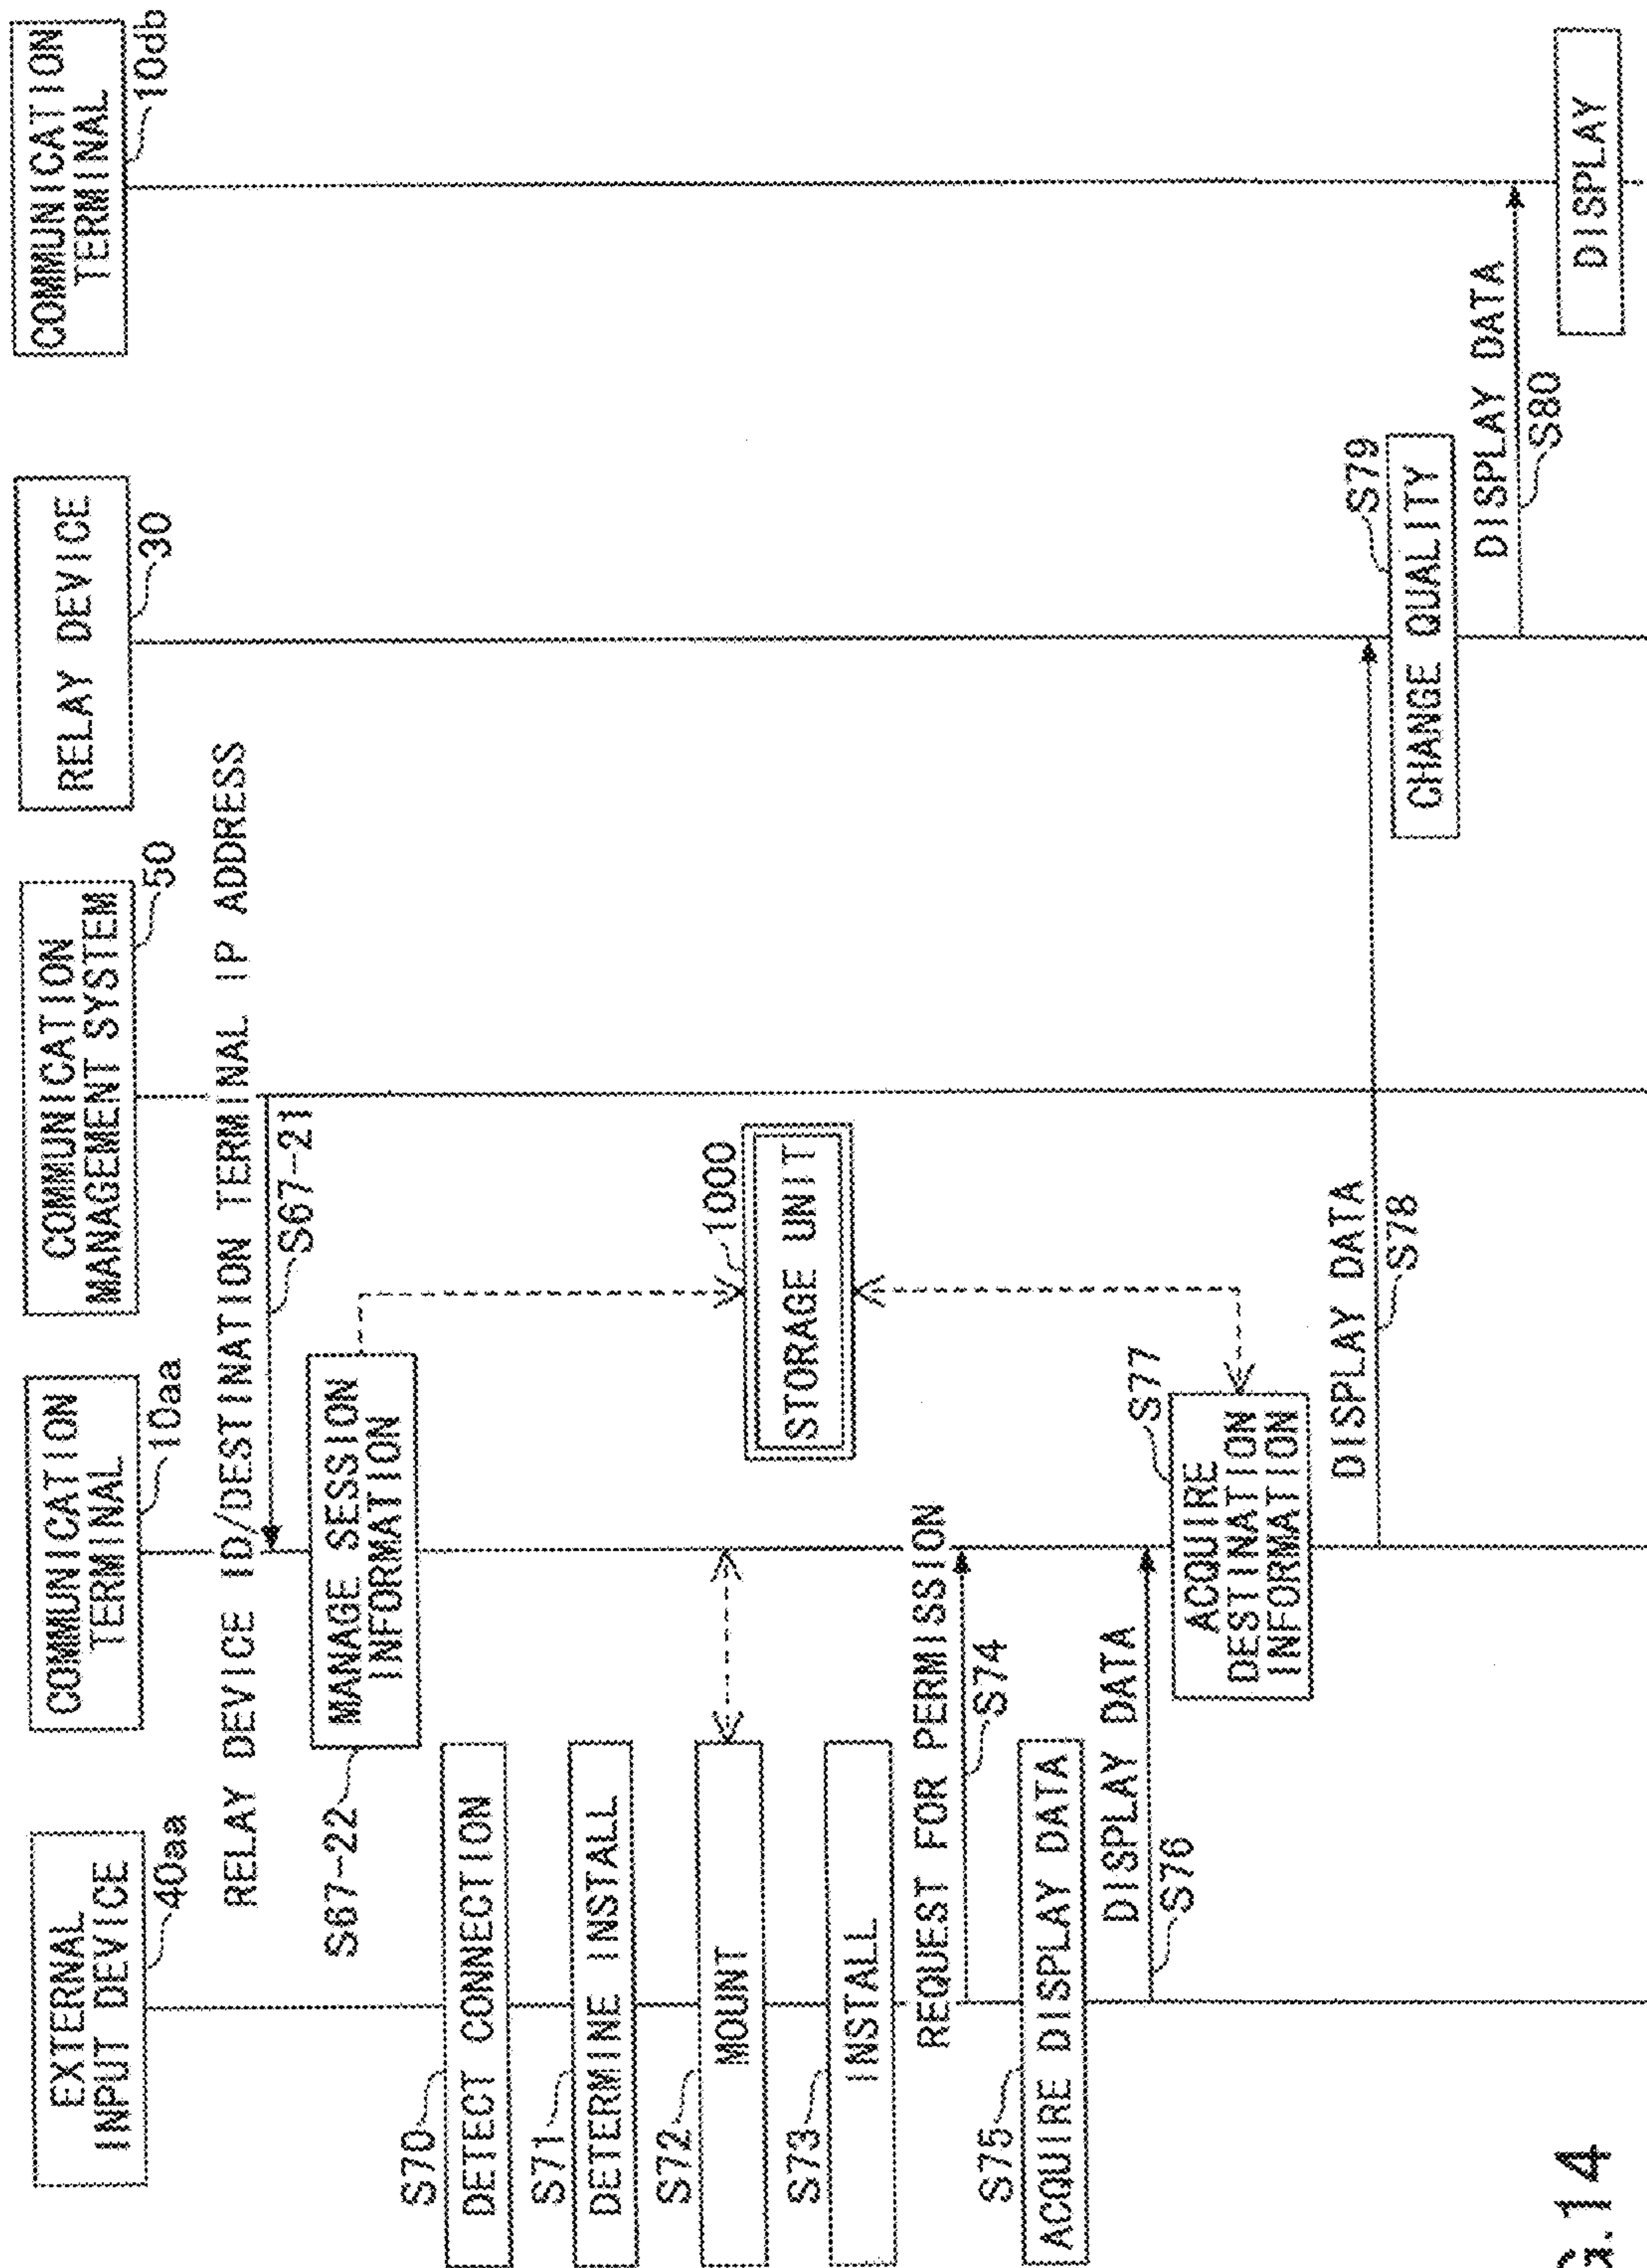 EXTERNAL
INPUT DEVICE
40aa
COMMUNICATION
TERMINAL
10aa
COMMUNICATION
MANAGEMENT SYSTEM
50
RELAY DEVICE
30
COMMUNICATION
TERMINAL
10db
RELAY DEVICE ID/DESTINATION TERMINAL IP ADDRESS
S67-21
S67-22
MANAGE SESSION
INFORMATION
S70
DETECT CONNECTION
S71
DETERMINE INSTALL
S72
MOUNT
1000
STORAGE UNIT
S73
INSTALL
REQUEST FOR PERMISSION
S74
S75
ACQUIRE DISPLAY DATA
DISPLAY DATA
S76
S77
ACQUIRE
DESTINATION
INFORMATION
DISPLAY DATA
S78
S79
CHANGE QUALITY
DISPLAY DATA
S80
DISPLAY
G.14